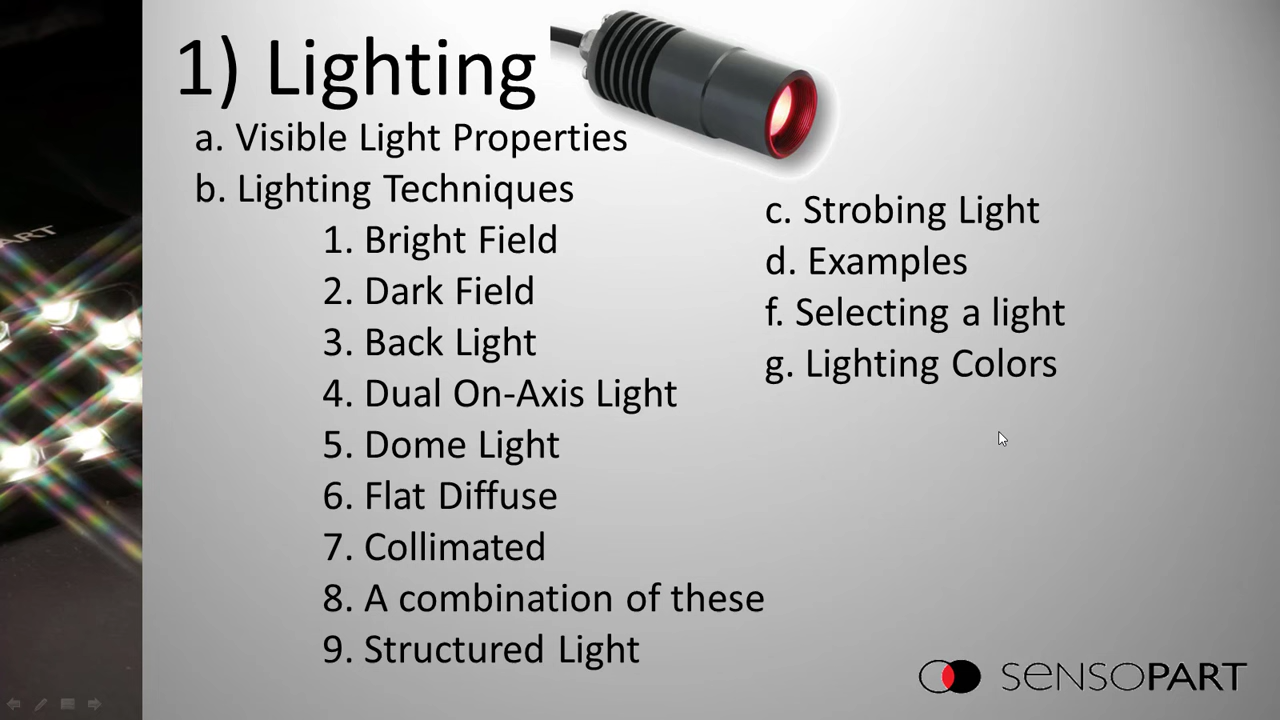 1) Lighting
a. Visible Light Properties
b. Lighting Techniques
1. Bright Field
2. Dark Field
3. Back Light
4. Dual On-Axis Light
5. Dome Light
6. Flat Diffuse
7. Collimated
8. A combination of these
9. Structured Light
c. Strobing Light
d. Examples
f. Selecting a light
g. Lighting Colors
SENSOPART
ART